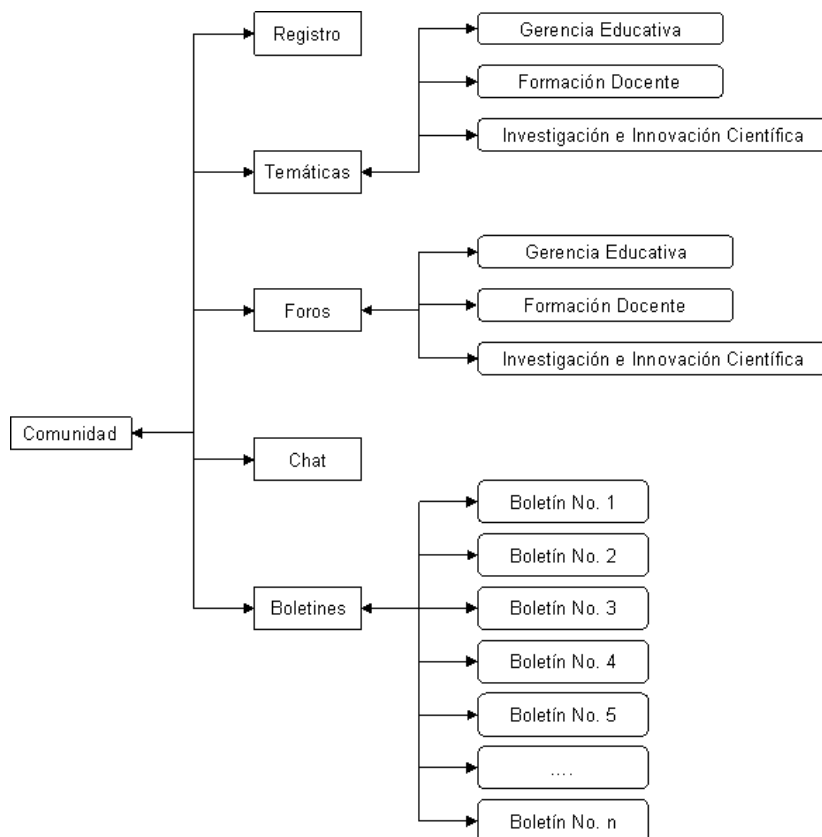 Registro
Gerencia Educativa
Formación Docente
Investigación e Innovación Científica
Temáticas
Gerencia Educativa
Foros
Formación Docente
Investigación e Innovación Científica
Comunidad
Chat
Boletín No. 1
Boletín No. 2
Boletines
Boletín No. 3
Boletín No. 4
Boletín No. 5
....
Boletín No. n